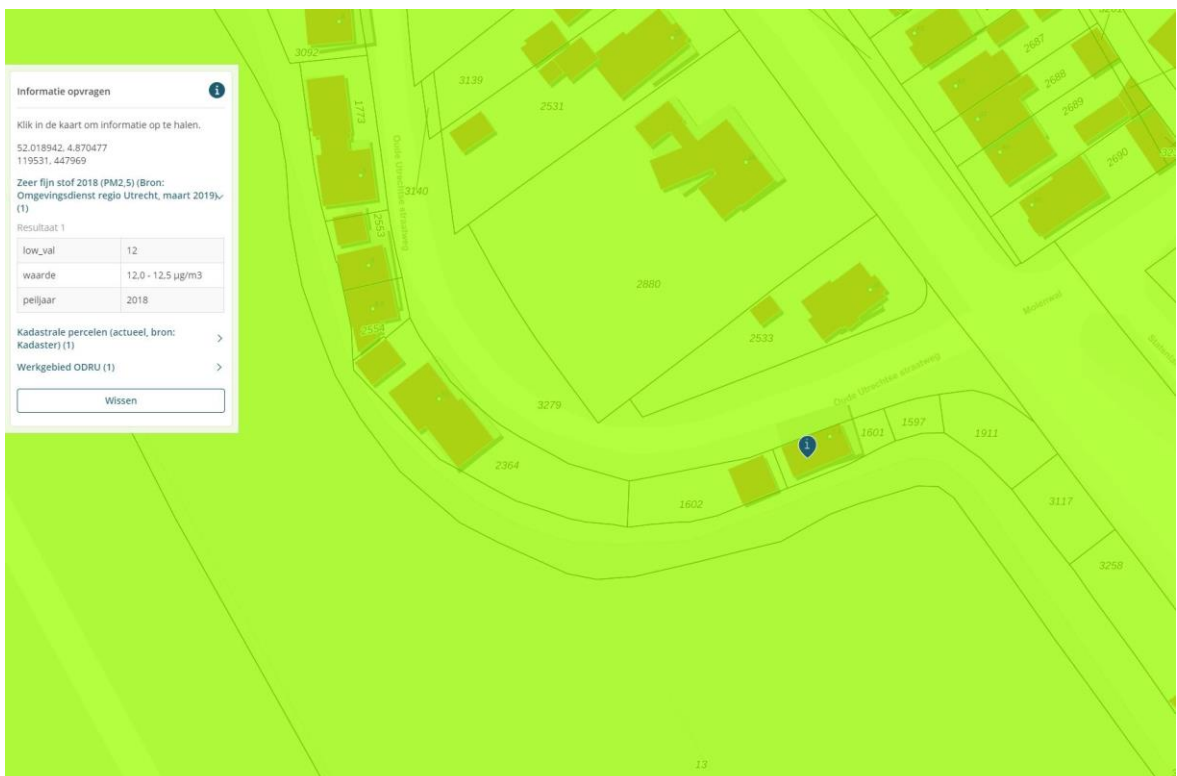 Informatie opvragen
Klik in de kaart om informatie op te halen.
52.018942, 4.870477
119531, 447969
Zeer fijn stof 2018 (PM2,5) (Bron:
Omgevingsdienst regio Utrecht, maart 2019)
(1)
Resultaat 1
low_val 12
waarde 12,0 - 12,5 µg/m3
peiljaar 2018
Kadastrale percelen (actueel, bron:
Kadaster) (1)
Werkgebied ODRU (1)
Wissen
3092
3139
2531
1773
Oude Utrechtse straatweg
3140
2553
2687
2688
2689
2690
2880
Molenwal
2533
Oude Utrechtse straatweg
3279
2364
1602
1601
1597
1911
3117
3258
13